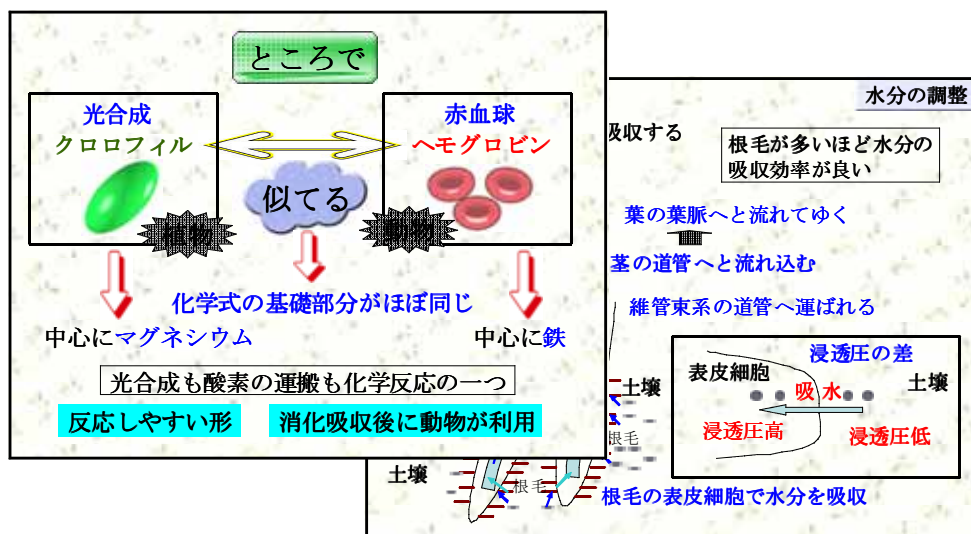 ところで
光合成
クロロフィル
赤血球
ヘモグロビン
似てる
植物
動物
化学式の基礎部分がほぼ同じ
中心にマグネシウム
中心に鉄
光合成も酸素の運搬も化学反応の一つ
反応しやすい形
消化吸収後に動物が利用
水分の調整
吸収する
根毛が多いほど水分の
吸収効率が良い
葉の葉脈へと流れてゆく
茎の道管へと流れ込む
維管束系の道管へ運ばれる
浸透圧の差
表皮細胞
土壌
吸水
浸透圧高
浸透圧低
土壌
根毛
土壌
根毛
根毛の表皮細胞で水分を吸収